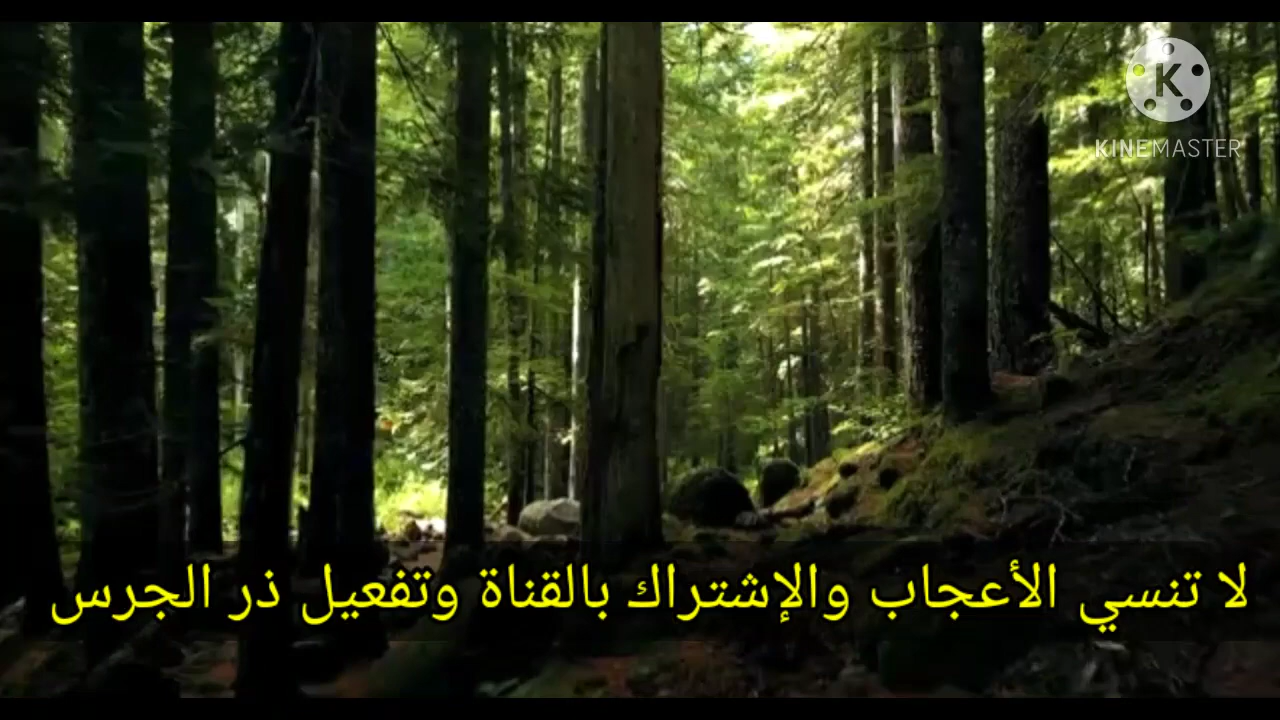 K
KINEMASTER
لا تنسي الأعجاب والإشتراك بالقناة وتفعيل ذر الجرس